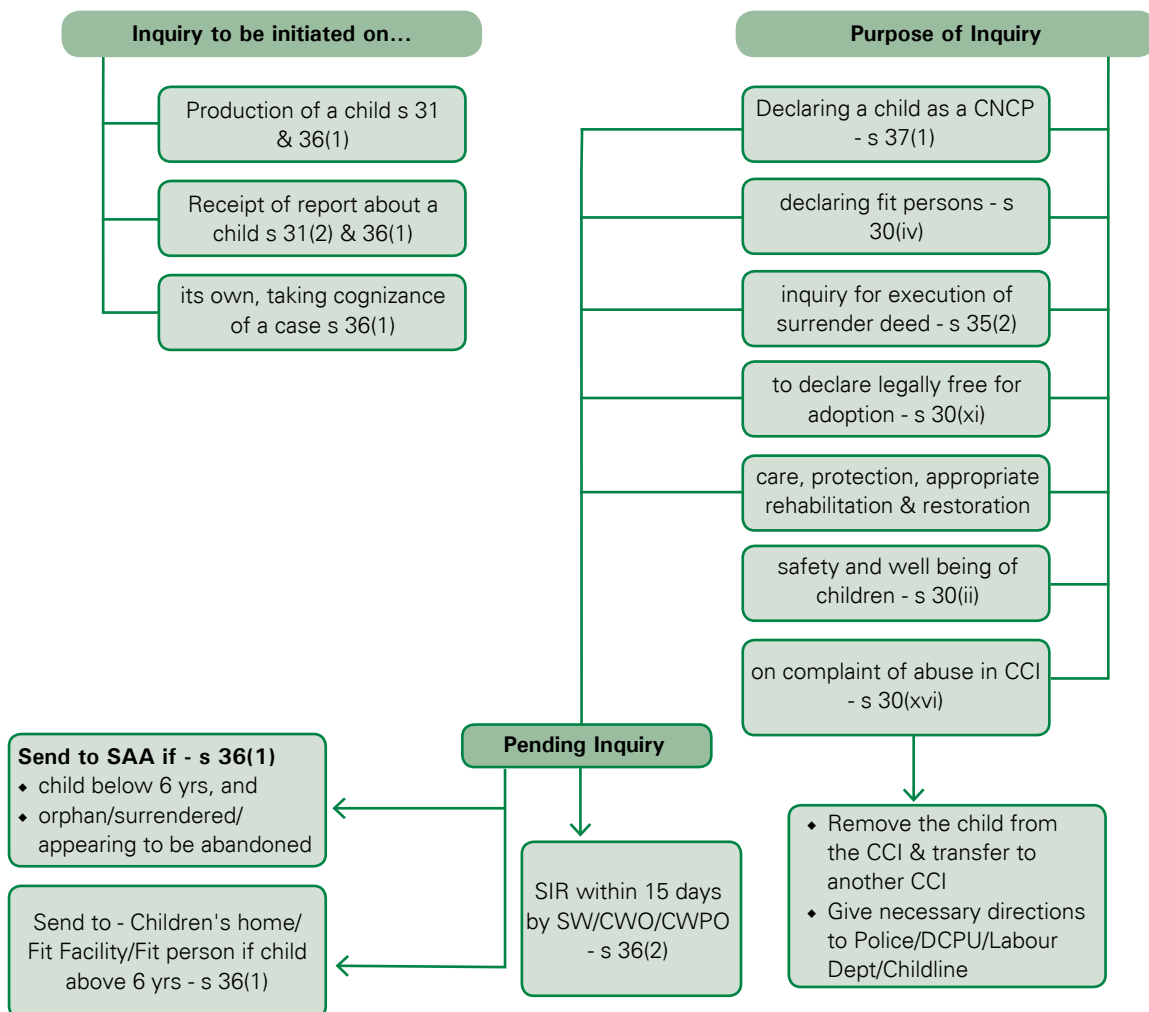 Inquiry to be initiated on...
Production of a child s 31
& 36(1)
Receipt of report about a
child s 31(2) & 36(1)
its own, taking cognizance
of a case s 36(1)
Purpose of Inquiry
Declaring a child as a CNCP
- s 37(1)
declaring fit persons - s
30(iv)
inquiry for execution of
surrender deed - s 35(2)
to declare legally free for
adoption - s 30(xi)
care, protection, appropriate
rehabilitation & restoration
safety and well being of
children - s 30(ii)
on complaint of abuse in CCI
- s 30(xvi)
Pending Inquiry
Send to SAA if - s 36(1)
◆ child below 6 yrs, and
◆ orphan/surrendered/
appearing to be abandoned
Send to - Children's home/
Fit Facility/Fit person if child
above 6 yrs - s 36(1)
SIR within 15 days
by SW/CWO/CWPO
- s 36(2)
◆ Remove the child from
the CCI & transfer to
another CCI
◆ Give necessary directions
to Police/DCPU/Labour
Dept/Childline